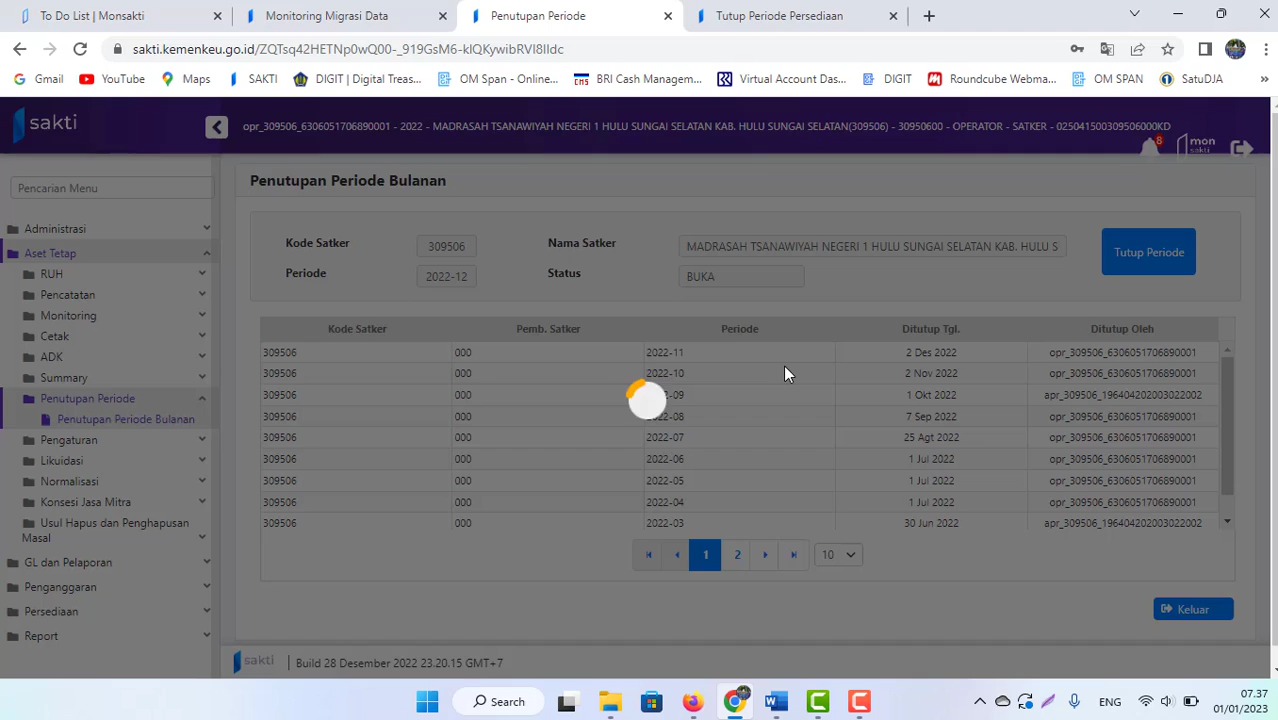 To Do List | Monsakti
Monitoring Migrasi Data
Penutupan Periode
Tutup Periode Persediaan
sakti.kemenkeu.go.id/ZQTsq42HETNp0wQ00-_919GsM6-kIQKywibRVI8IIdc
Gmail YouTube Maps SAKTI DIGIT | Digital Treas... OM Span - Online... BRI Cash Managem... Virtual Account Das... DIGIT Roundcube Webma... OM SPAN SatuDJA
sakti
opr_309506_6306051706890001 - 2022 - MADRASAH TSANAWIYAH NEGERI 1 HULU SUNGAI SELATAN KAB. HULU SUNGAI SELATAN(309506) - 30950600 - OPERATOR - SATKER - 025041500309506000KD
8
mon
sakti
Pencarian Menu
Administrasi
Aset Tetap
RUH
Pencatatan
Monitoring
Cetak
ADK
Summary
Penutupan Periode
Penutupan Periode Bulanan
Pengaturan
Likuidasi
Normalisasi
Konsesi Jasa Mitra
Usul Hapus dan Penghapusan
Masal
GL dan Pelaporan
Penganggaran
Persediaan
Report
Penutupan Periode Bulanan
Kode Satker 309506 Nama Satker MADRASAH TSANAWIYAH NEGERI 1 HULU SUNGAI SELATAN KAB. HULU S
Periode 2022-12 Status BUKA
Tutup Periode
Kode Satker Pemb. Satker Periode Ditutup Tgl. Ditutup Oleh
309506 000 2022-11 2 Des 2022 opr_309506_6306051706890001
309506 000 2022-10 2 Nov 2022 opr_309506_6306051706890001
309506 000 -09 1 Okt 2022 apr_309506_196404202003022002
309506 000 2022-08 7 Sep 2022 opr_309506_6306051706890001
309506 000 2022-07 25 Agt 2022 opr_309506_6306051706890001
309506 000 2022-06 1 Jul 2022 opr_309506_6306051706890001
309506 000 2022-05 1 Jul 2022 opr_309506_6306051706890001
309506 000 2022-04 1 Jul 2022 opr_309506_6306051706890001
309506 000 2022-03 30 Jun 2022 apr_309506_196404202003022002
1 2 10
Keluar
sakti | Build 28 Desember 2022 23.20.15 GMT+7
Search
ENG
07.37
01/01/2023